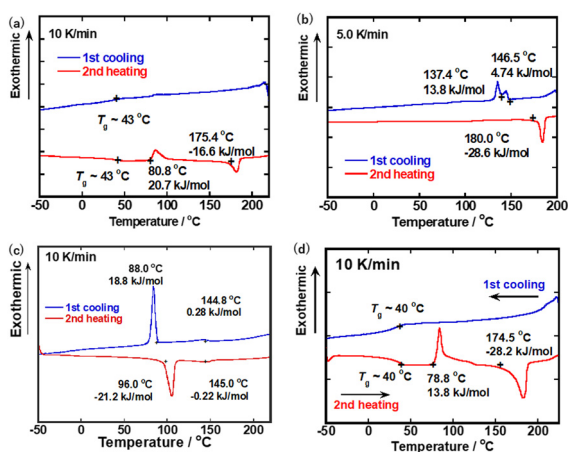 (a)
10 K/min
1st cooling
2nd heating
Exothermic
Tg ~ 43 °C
175.4 °C
-16.6 kJ/mol
Tg ~ 43 °C
80.8 °C
20.7 kJ/mol
-50 0 50 100 150 200
Temperature / °C
(b)
5.0 K/min
146.5 °C
4.74 kJ/mol
137.4 °C
13.8 kJ/mol
Exothermic
180.0 °C
-28.6 kJ/mol
1st cooling
2nd heating
-50 0 50 100 150 200
Temperature / °C
(c)
10 K/min
88.0 °C
18.8 kJ/mol
1st cooling
2nd heating
144.8 °C
0.28 kJ/mol
Exothermic
96.0 °C
-21.2 kJ/mol
145.0 °C
-0.22 kJ/mol
-50 0 50 100 150 200
Temperature / °C
(d)
10 K/min
1st cooling
Tg ~ 40 °C
174.5 °C
-28.2 kJ/mol
Exothermic
Tg ~ 40 °C
78.8 °C
13.8 kJ/mol
2nd heating
-50 0 50 100 150 200
Temperature / °C